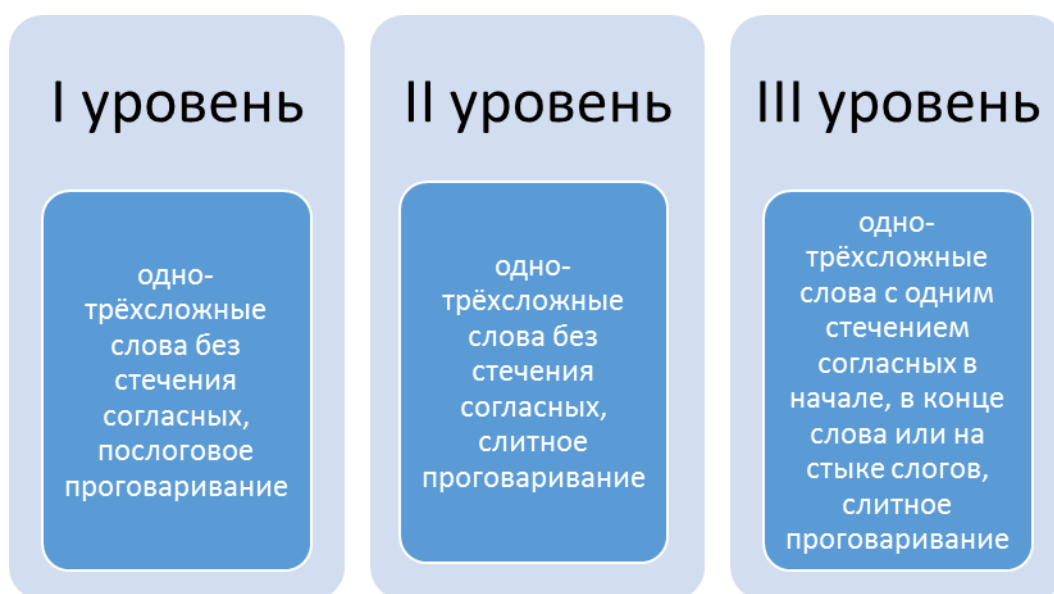 I уровень
одно-
трёхсложные
слова без
стечения
согласных,
послоговое
проговаривание
II уровень
одно-
трёхсложные
слова без
стечения
согласных,
слитное
проговаривание
III уровень
одно-
трёхсложные
слова с одним
стечением
согласных в
начале, в конце
слова или на
стыке слогов,
слитное
проговаривание